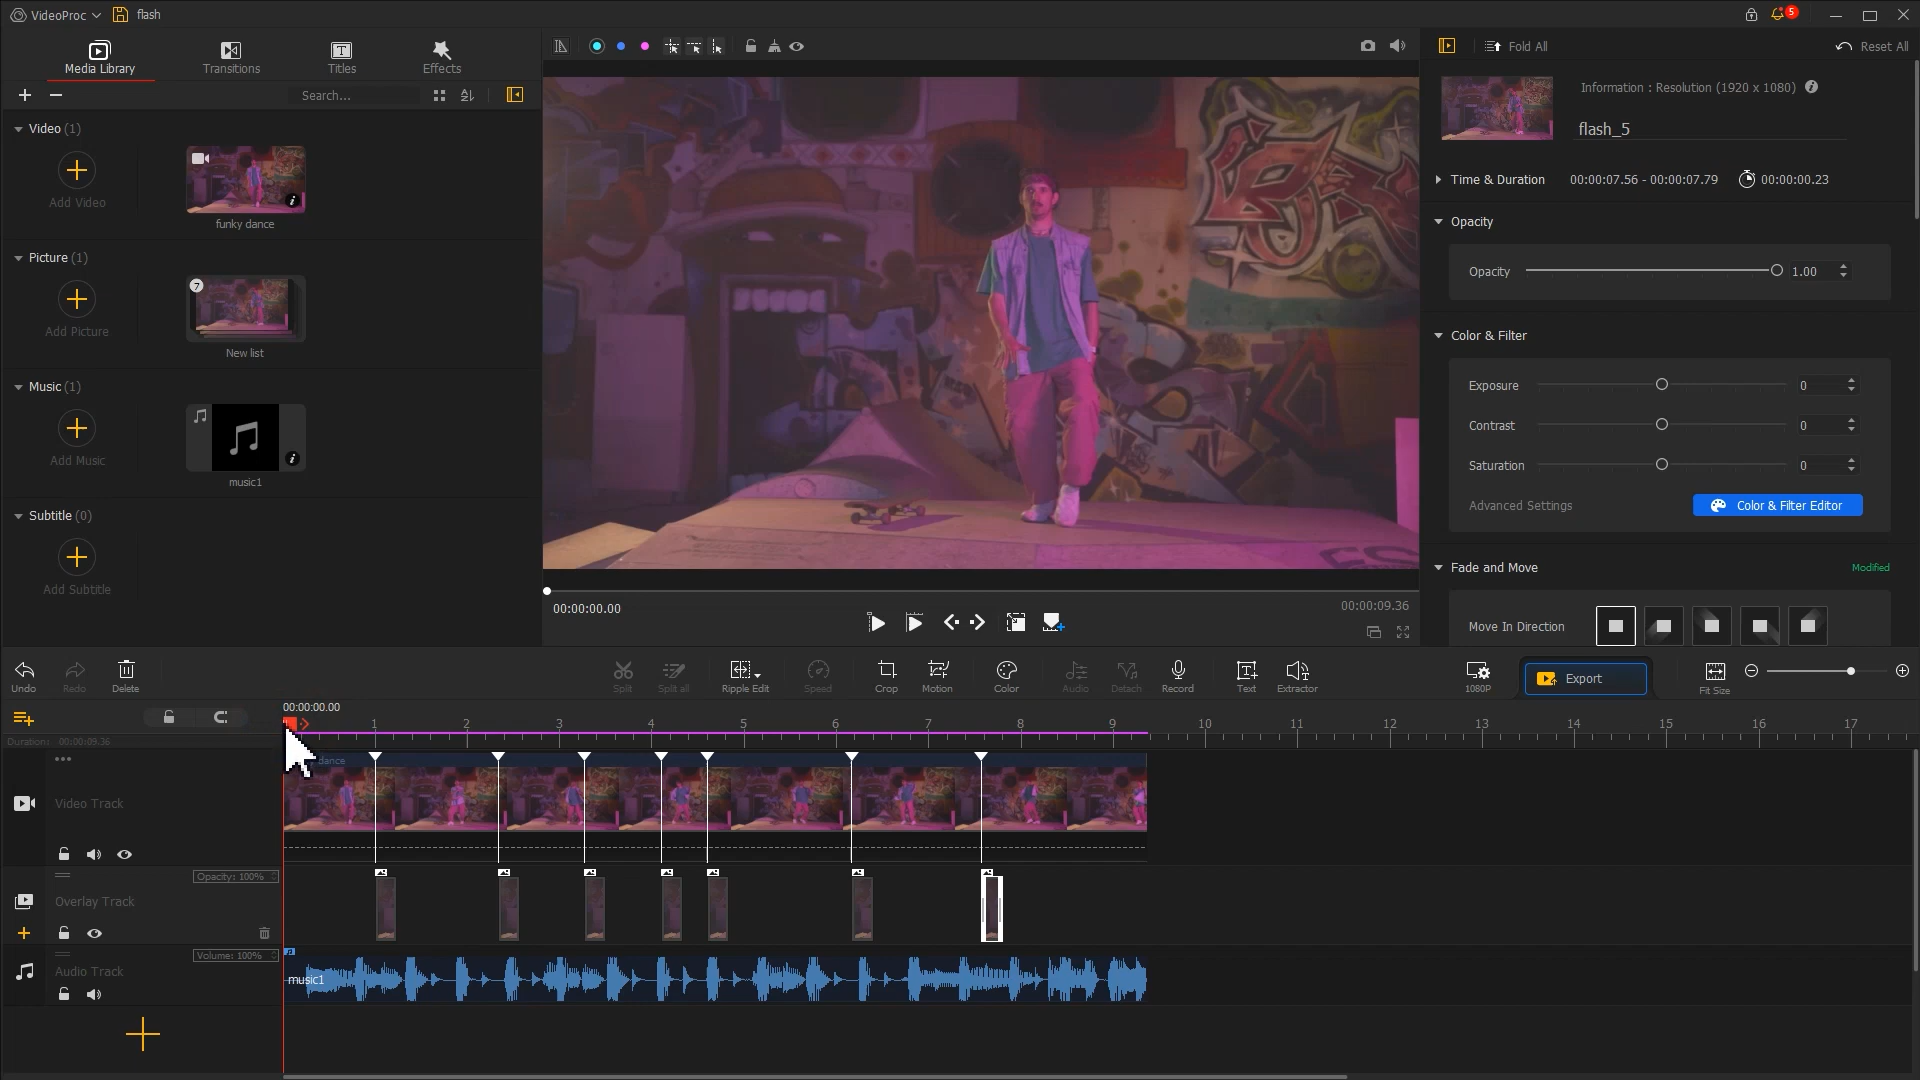 VideoProc
flash
5
Media Library
Transitions
Titles
Effects
Search...
Fold All
Reset All
Information : Resolution (1920 x 1080)
flash_5
Video (1)
Add Video
funky dance
Time & Duration
00:00:07.56 - 00:00:07.79
00:00:00.23
Opacity
Opacity
1.00
Picture (1)
Add Picture
7
New list
Color & Filter
Exposure
0
Contrast
0
Saturation
0
Advanced Settings
Color & Filter Editor
Music (1)
Add Music
music1
Subtitle (0)
Add Subtitle
Fade and Move
Modified
Move In Direction
00:00:00.00
00:00:09.36
Undo
Redo
Delete
Split
Split all
Ripple Edit
Speed
Crop
Motion
Color
Audio
Detach
Record
Text
Extractor
1080P
Export
Fit Size
00:00:00.00
1 2 3 4 5 6 7 8 9 10 11 12 13 14 15 16 17
Duration: 00:00:09.36
dance
Video Track
Opacity: 100%
Overlay Track
Volume: 100%
Audio Track
music1